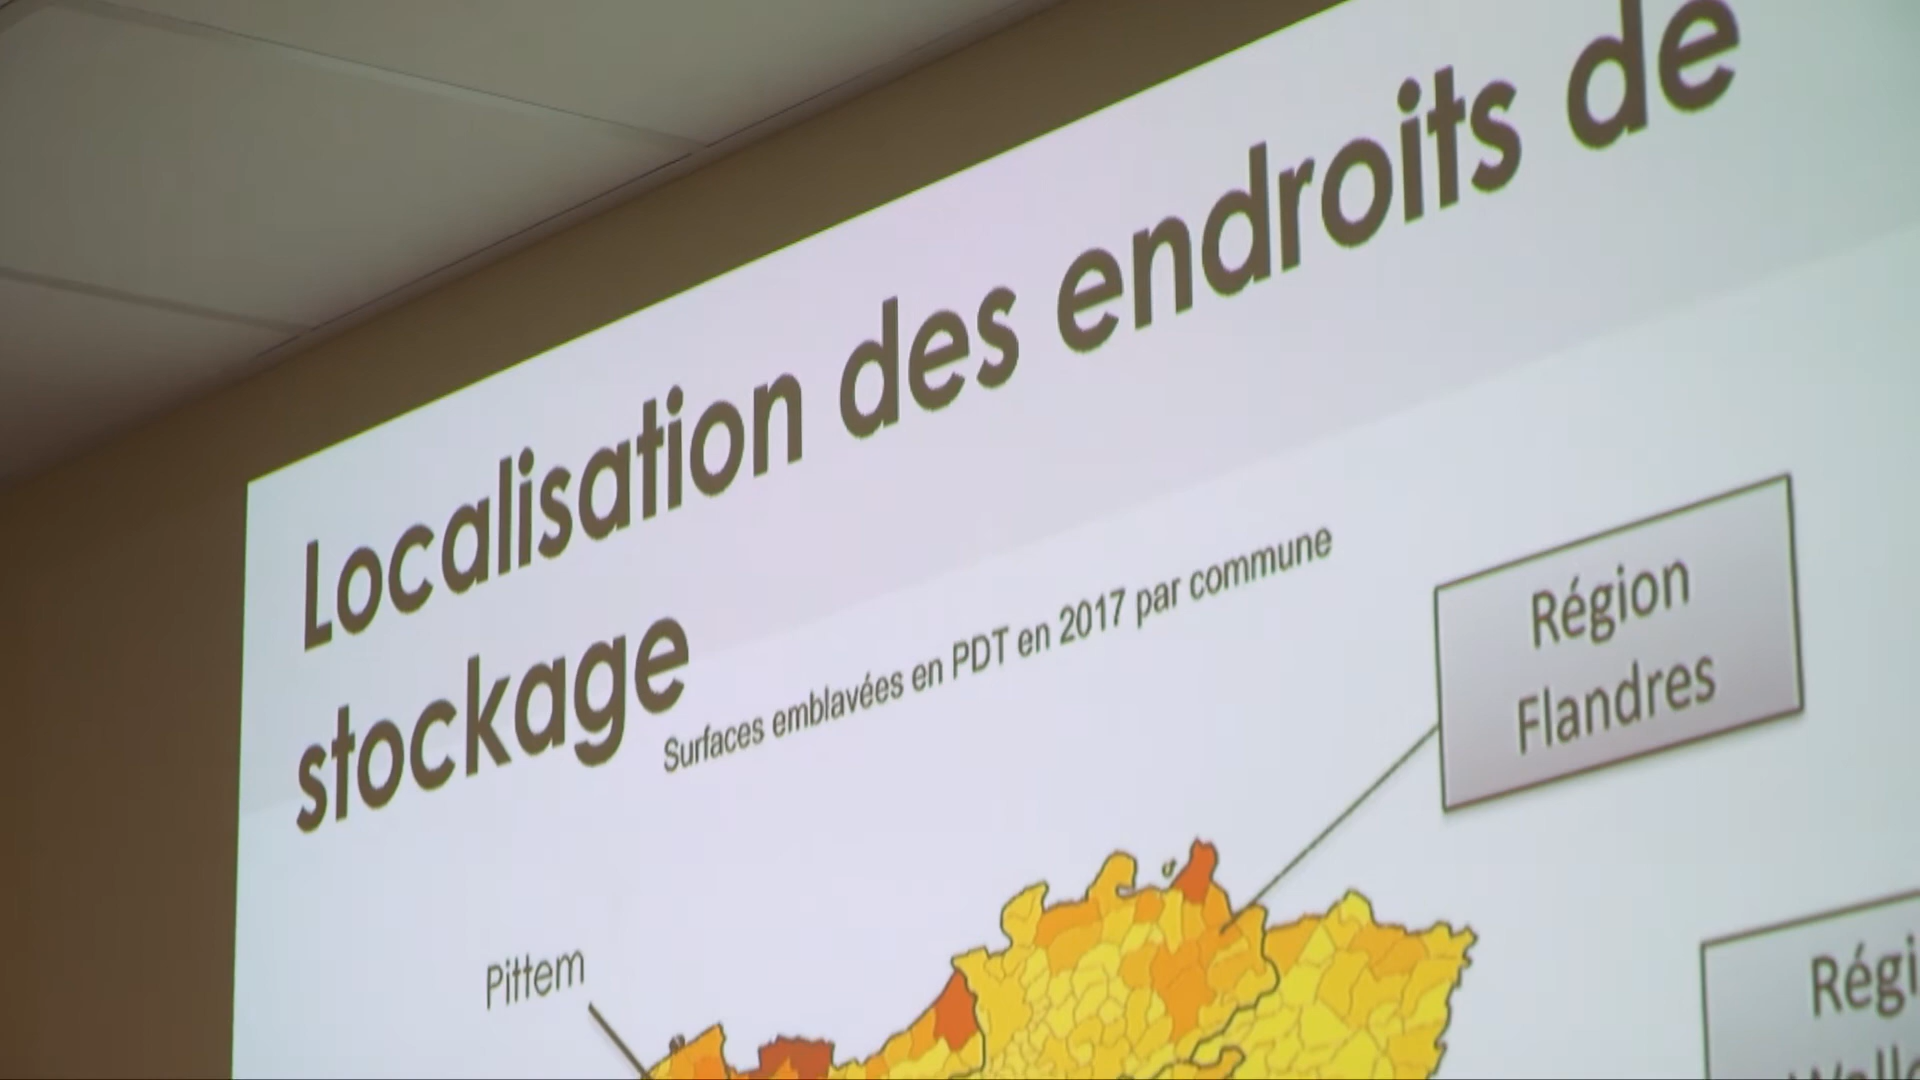 Localisation des endroits de
stockage
Surfaces emblavées en PDT en 2017 par commune
Région
Flandres
Pittem